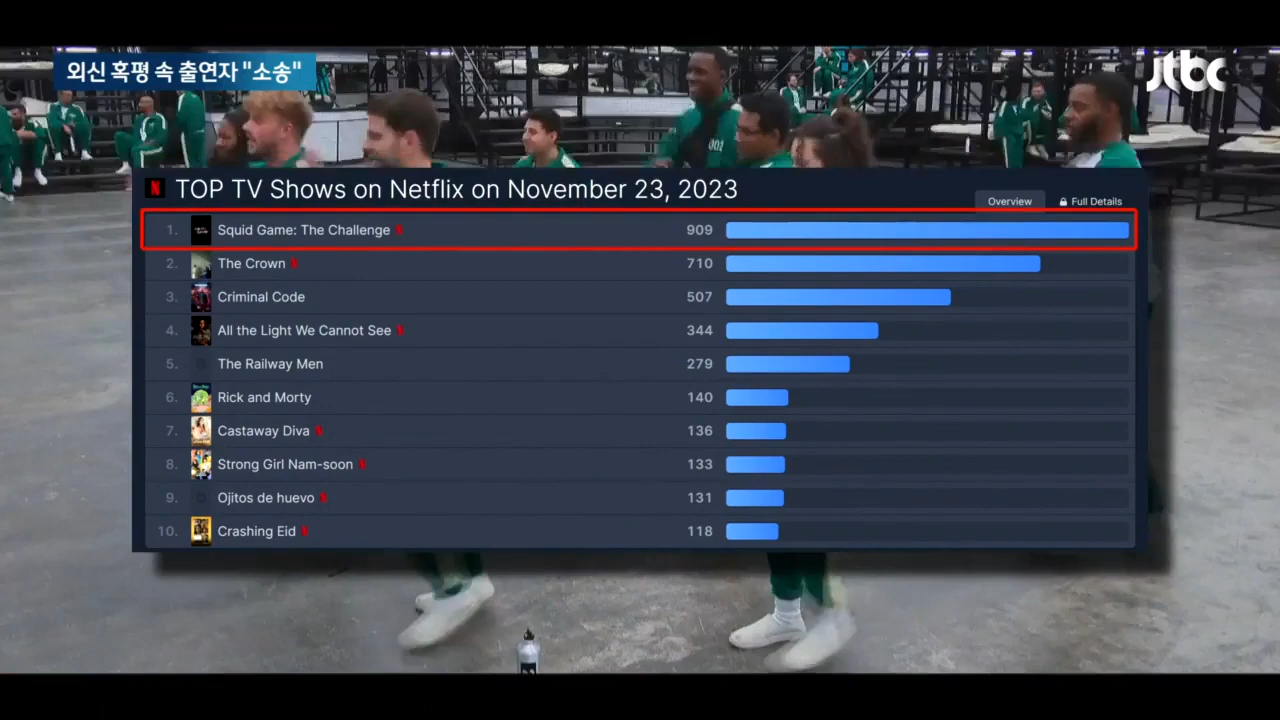 외신 혹평 속 출연자 "소송"
jtbc
N TOP TV Shows on Netflix on November 23, 2023
Overview Full Details
1. Squid Game: The Challenge N 909
2. The Crown N 710
3. Criminal Code 507
4. All the Light We Cannot See N 344
5. The Railway Men 279
6. Rick and Morty 140
7. Castaway Diva N 136
8. Strong Girl Nam-soon N 133
9. Ojitos de huevo N 131
10. Crashing Eid N 118